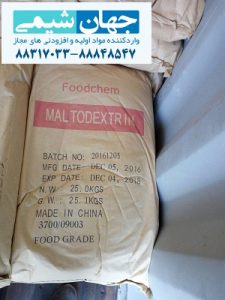 جهان شیمی
واردکننده مواد اولیه و افزودنی های مجاز
۸۸۳۱۷۰۳۳-۸۸۸۴۸۵۴۷
Foodchem
MALTODEXTRIN
BATCH NO: 20161205
MFG DATE: DEC 05, 2016
EXP DATE: DEC 04, 2018
N.W: 25.0KGS
G.W: 25.1KGS
MADE IN CHINA
3700/09003
FOOD GRADE